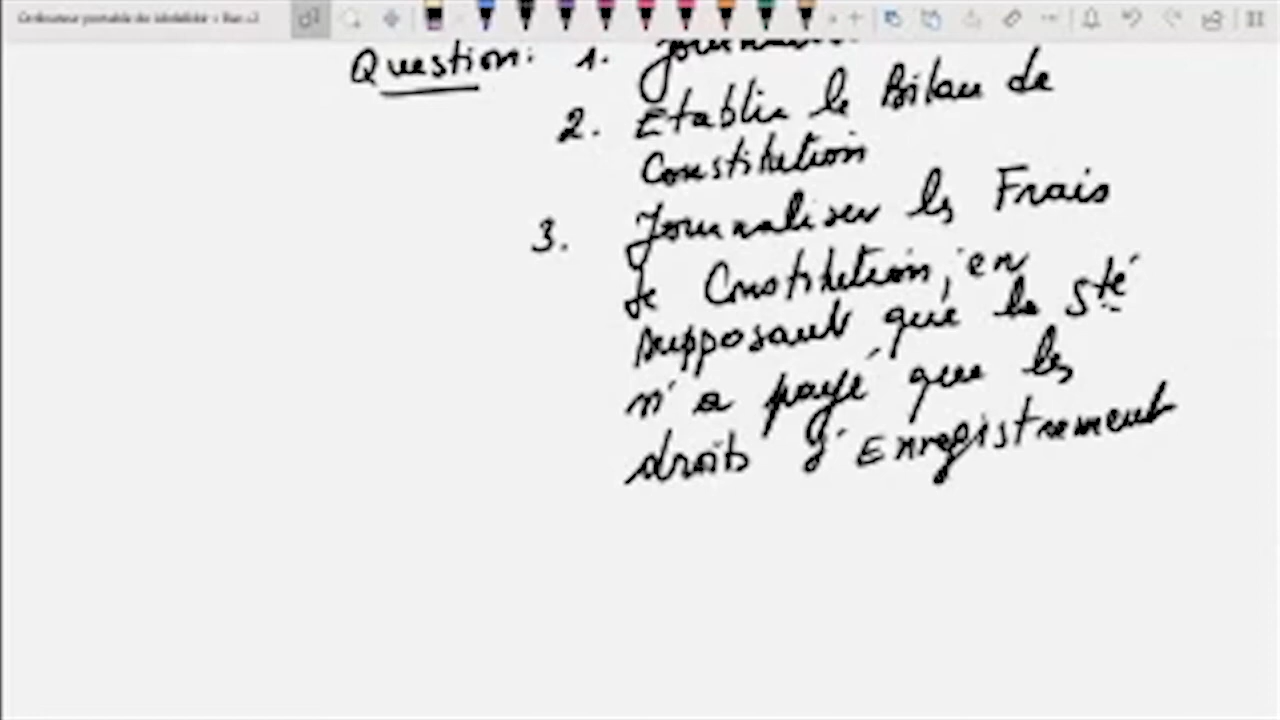 Question: 1. Journaliser
2. Etablir le Bilan de
Constitution
3. Journaliser les Frais
de Constitution, en
supposant que la Sté
n'a payé que les
droits d'Enregistrement